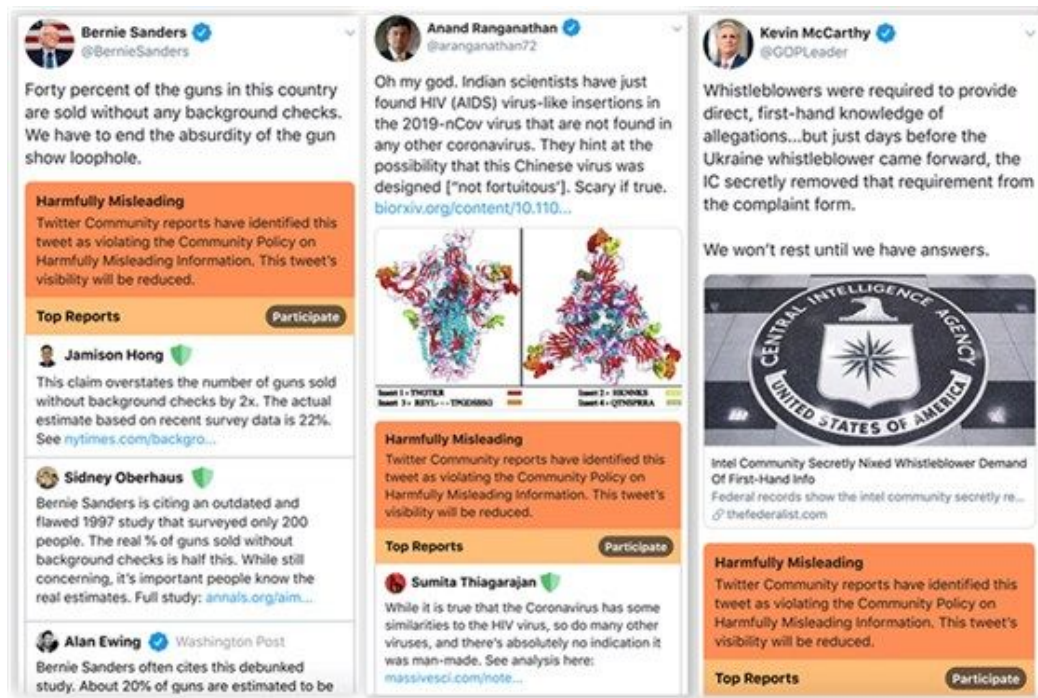 Bernie Sanders
@BernieSanders
Forty percent of the guns in this country
are sold without any background checks.
We have to end the absurdity of the gun
show loophole.
Harmfully Misleading
Twitter Community reports have identified this
tweet as violating the Community Policy on
Harmfully Misleading Information. This tweet's
visibility will be reduced.
Top Reports
Participate
Jamison Hong
This claim overstates the number of guns sold
without background checks by 2x. The actual
estimate based on recent survey data is 22%.
See nytimes.com/backgro...
Sidney Oberhaus
Bernie Sanders is citing an outdated and
flawed 1997 study that surveyed only 200
people. The real % of guns sold without
background checks is half this. While still
concerning, it's important people know the
real estimates. Full study: annals.org/aim...
Alan Ewing Washington Post
Bernie Sanders often cites this debunked
study. About 20% of guns are estimated to be
Anand Ranganathan
@aranganathan72
Oh my god. Indian scientists have just
found HIV (AIDS) virus-like insertions in
the 2019-nCov virus that are not found in
any other coronavirus. They hint at the
possibility that this Chinese virus was
designed ["not fortuitous']. Scary if true.
biorxiv.org/content/10.110...
Insert 1 = TNGTKR
Insert 2 = HKNNKS
Insert 3 = RSYL---TPGDSSSG
Insert 4 = QTNSPRRA
Harmfully Misleading
Twitter Community reports have identified this
tweet as violating the Community Policy on
Harmfully Misleading Information. This tweet's
visibility will be reduced.
Top Reports
Participate
Sumita Thiagarajan
While it is true that the Coronavirus has some
similarities to the HIV virus, so do many other
viruses, and there's absolutely no indication it
was man-made. See analysis here:
massivesci.com/note...
Kevin McCarthy
@GOPLeader
Whistleblowers were required to provide
direct, first-hand knowledge of
allegations...but just days before the
Ukraine whistleblower came forward, the
IC secretly removed that requirement from
the complaint form.
We won't rest until we have answers.
CENTRAL INTELLIGENCE AGENCY
UNITED STATES OF AMERICA
Intel Community Secretly Nixed Whistleblower Demand
Of First-Hand Info
Federal records show the intel community secretly re...
thefederalist.com
Harmfully Misleading
Twitter Community reports have identified this
tweet as violating the Community Policy on
Harmfully Misleading Information. This tweet's
visibility will be reduced.
Top Reports
Participate